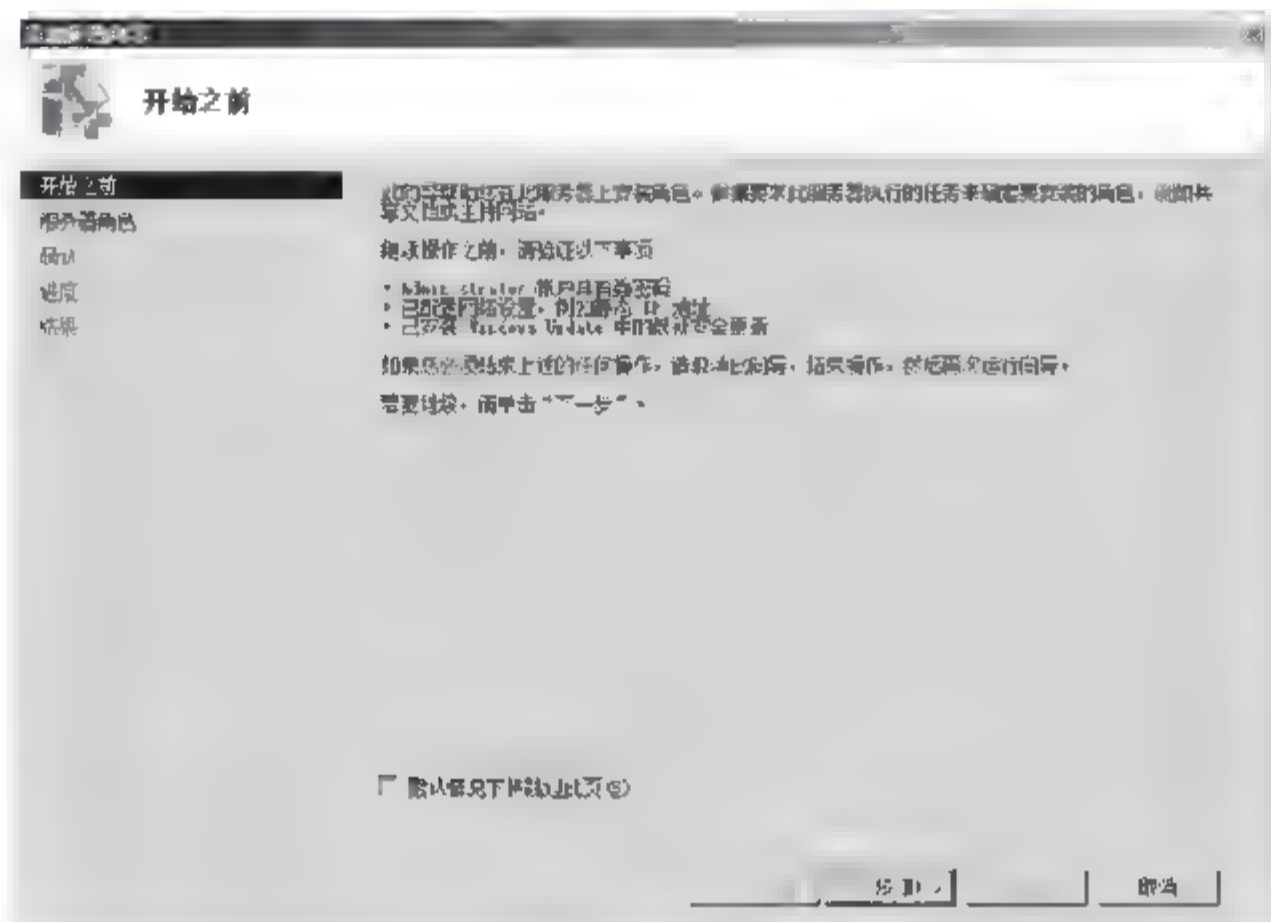 开始之前
开始之前
服务器角色
确认
进度
结果
此向导帮助您在此服务器上安装角色。根据要求此服务器执行的任务来确定要安装的角色，例如共
享文档或主持网站。
继续操作之前，请验证以下事项
• Administrator 帐户具有强密码
• 已配置网络设置，例如静态 IP 地址
• 已安装 Windows Update 中的最新安全更新
如果您必须结束上述的任何操作，请取消此向导，结束操作，然后再次运行向导。
若要继续，请单击“下一步”。
默认情况下将跳过此页(S)
取消